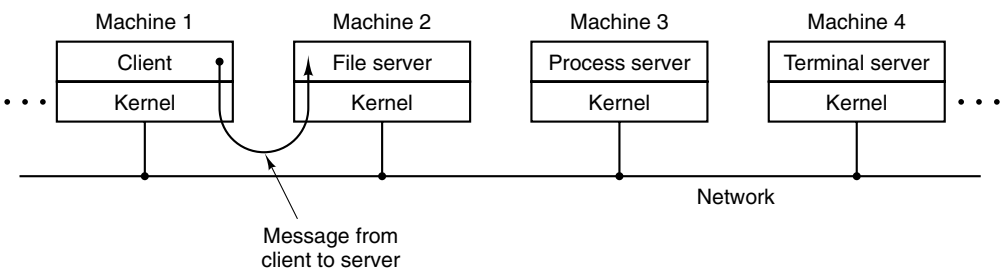 Machine 1 Machine 2 Machine 3 Machine 4
Client File server Process server Terminal server
Kernel Kernel Kernel Kernel
Network
Message from
client to server